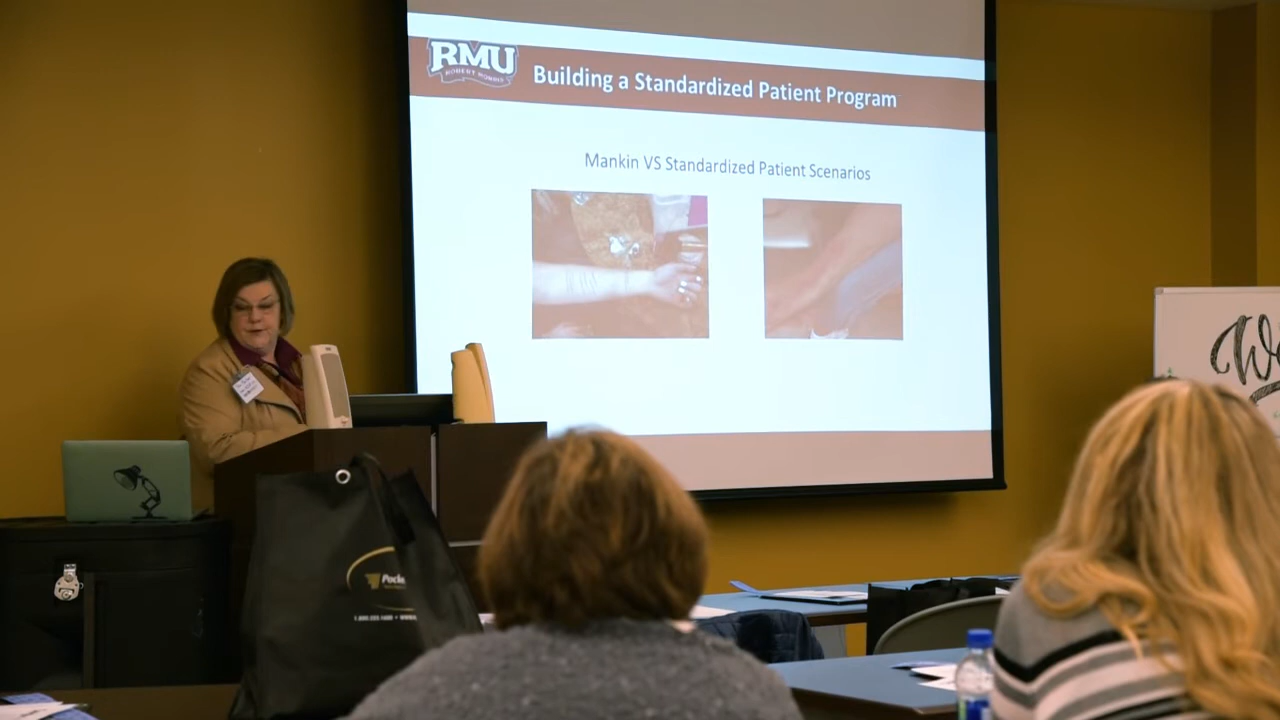 RMU
ROBERT MORRIS
Building a Standardized Patient Program
Mankin VS Standardized Patient Scenarios